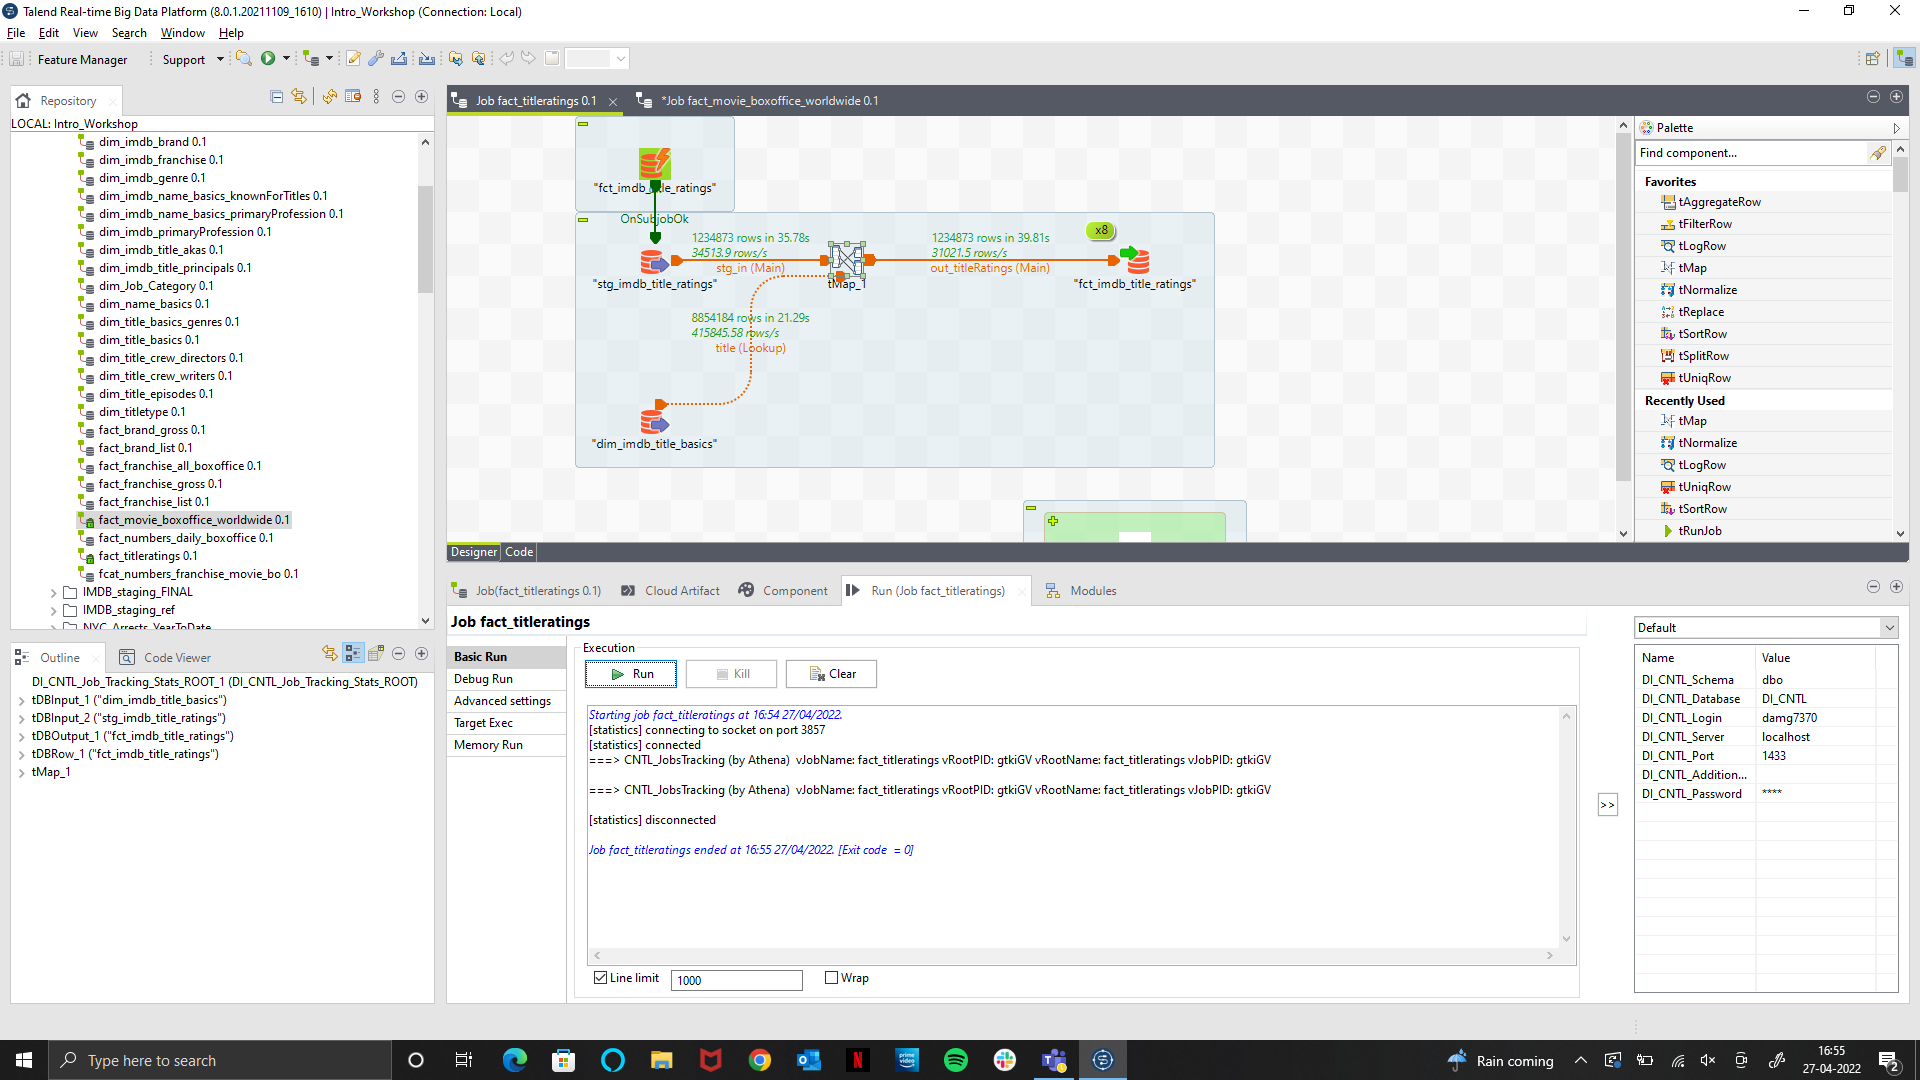 Talend Real-time Big Data Platform (8.0.1.20211109_1610) | Intro_Workshop (Connection: Local)
File Edit View Search Window Help
Feature Manager Support
Repository
LOCAL: Intro_Workshop
dim_imdb_brand 0.1
dim_imdb_franchise 0.1
dim_imdb_genre 0.1
dim_imdb_name_basics_knownForTitles 0.1
dim_imdb_name_basics_primaryProfession 0.1
dim_imdb_primaryProfession 0.1
dim_imdb_title_akas 0.1
dim_imdb_title_principals 0.1
dim_Job_Category 0.1
dim_name_basics 0.1
dim_title_basics_genres 0.1
dim_title_basics 0.1
dim_title_crew_directors 0.1
dim_title_crew_writers 0.1
dim_title_episodes 0.1
dim_titletype 0.1
fact_brand_gross 0.1
fact_brand_list 0.1
fact_franchise_all_boxoffice 0.1
fact_franchise_gross 0.1
fact_franchise_list 0.1
fact_movie_boxoffice_worldwide 0.1
fact_numbers_daily_boxoffice 0.1
fact_titleratings 0.1
fcat_numbers_franchise_movie_bo 0.1
IMDB_staging_FINAL
IMDB_staging_ref
NYC_Arrests_YearToDate
Outline Code Viewer
DI_CNTL_Job_Tracking_Stats_ROOT_1 (DI_CNTL_Job_Tracking_Stats_ROOT)
tDBInput_1 ("dim_imdb_title_basics")
tDBInput_2 ("stg_imdb_title_ratings")
tDBOutput_1 ("fct_imdb_title_ratings")
tDBRow_1 ("fct_imdb_title_ratings")
tMap_1
Job fact_titleratings 0.1 *Job fact_movie_boxoffice_worldwide 0.1
"fct_imdb_title_ratings"
OnSubjobOk
1234873 rows in 35.78s
34513.9 rows/s
stg_in (Main)
1234873 rows in 39.81s
31021.5 rows/s
out_titleRatings (Main)
x8
"stg_imdb_title_ratings" tMap_1 "fct_imdb_title_ratings"
8854184 rows in 21.29s
415845.58 rows/s
title (Lookup)
"dim_imdb_title_basics"
Designer Code
Palette
Find component...
Favorites
tAggregateRow
tFilterRow
tLogRow
tMap
tNormalize
tReplace
tSortRow
tSplitRow
tUniqRow
Recently Used
tMap
tNormalize
tLogRow
tUniqRow
tSortRow
tRunJob
Job(fact_titleratings 0.1) Cloud Artifact Component Run (Job fact_titleratings) Modules
Job fact_titleratings
Basic Run
Debug Run
Advanced settings
Target Exec
Memory Run
Execution
Run Kill Clear
Starting job fact_titleratings at 16:54 27/04/2022.
[statistics] connecting to socket on port 3857
[statistics] connected
===> CNTL_JobsTracking (by Athena) vJobName: fact_titleratings vRootPID: gtkiGV vRootName: fact_titleratings vJobPID: gtkiGV
===> CNTL_JobsTracking (by Athena) vJobName: fact_titleratings vRootPID: gtkiGV vRootName: fact_titleratings vJobPID: gtkiGV
[statistics] disconnected
Job fact_titleratings ended at 16:55 27/04/2022. [Exit code = 0]
Line limit 1000 Wrap
>>
Default
Name Value
DI_CNTL_Schema dbo
DI_CNTL_Database DI_CNTL
DI_CNTL_Login damg7370
DI_CNTL_Server localhost
DI_CNTL_Port 1433
DI_CNTL_Addition...
DI_CNTL_Password ****
Type here to search
prime video
Rain coming
16:55
27-04-2022
2